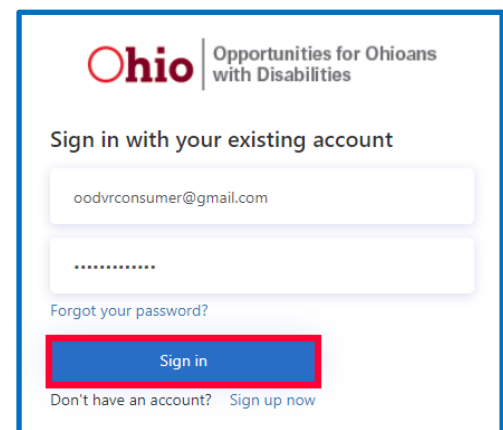 Ohio Opportunities for Ohioans
with Disabilities
Sign in with your existing account
oodvrconsumer@gmail.com
•••••••••••••
Forgot your password?
Sign in
Don't have an account? Sign up now